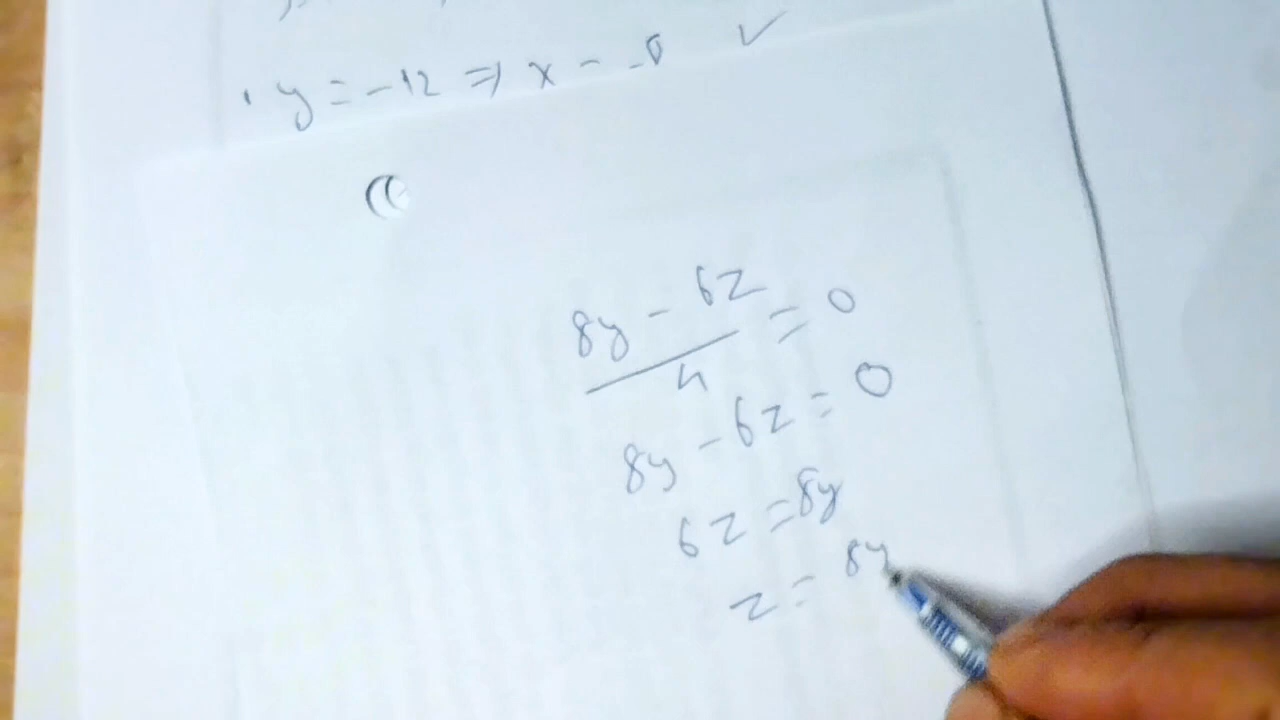 · y = -12 => x - -8 ✓
8y - 6z = 0
4
8y - 6z = 0
6z = 8y
z = 8y